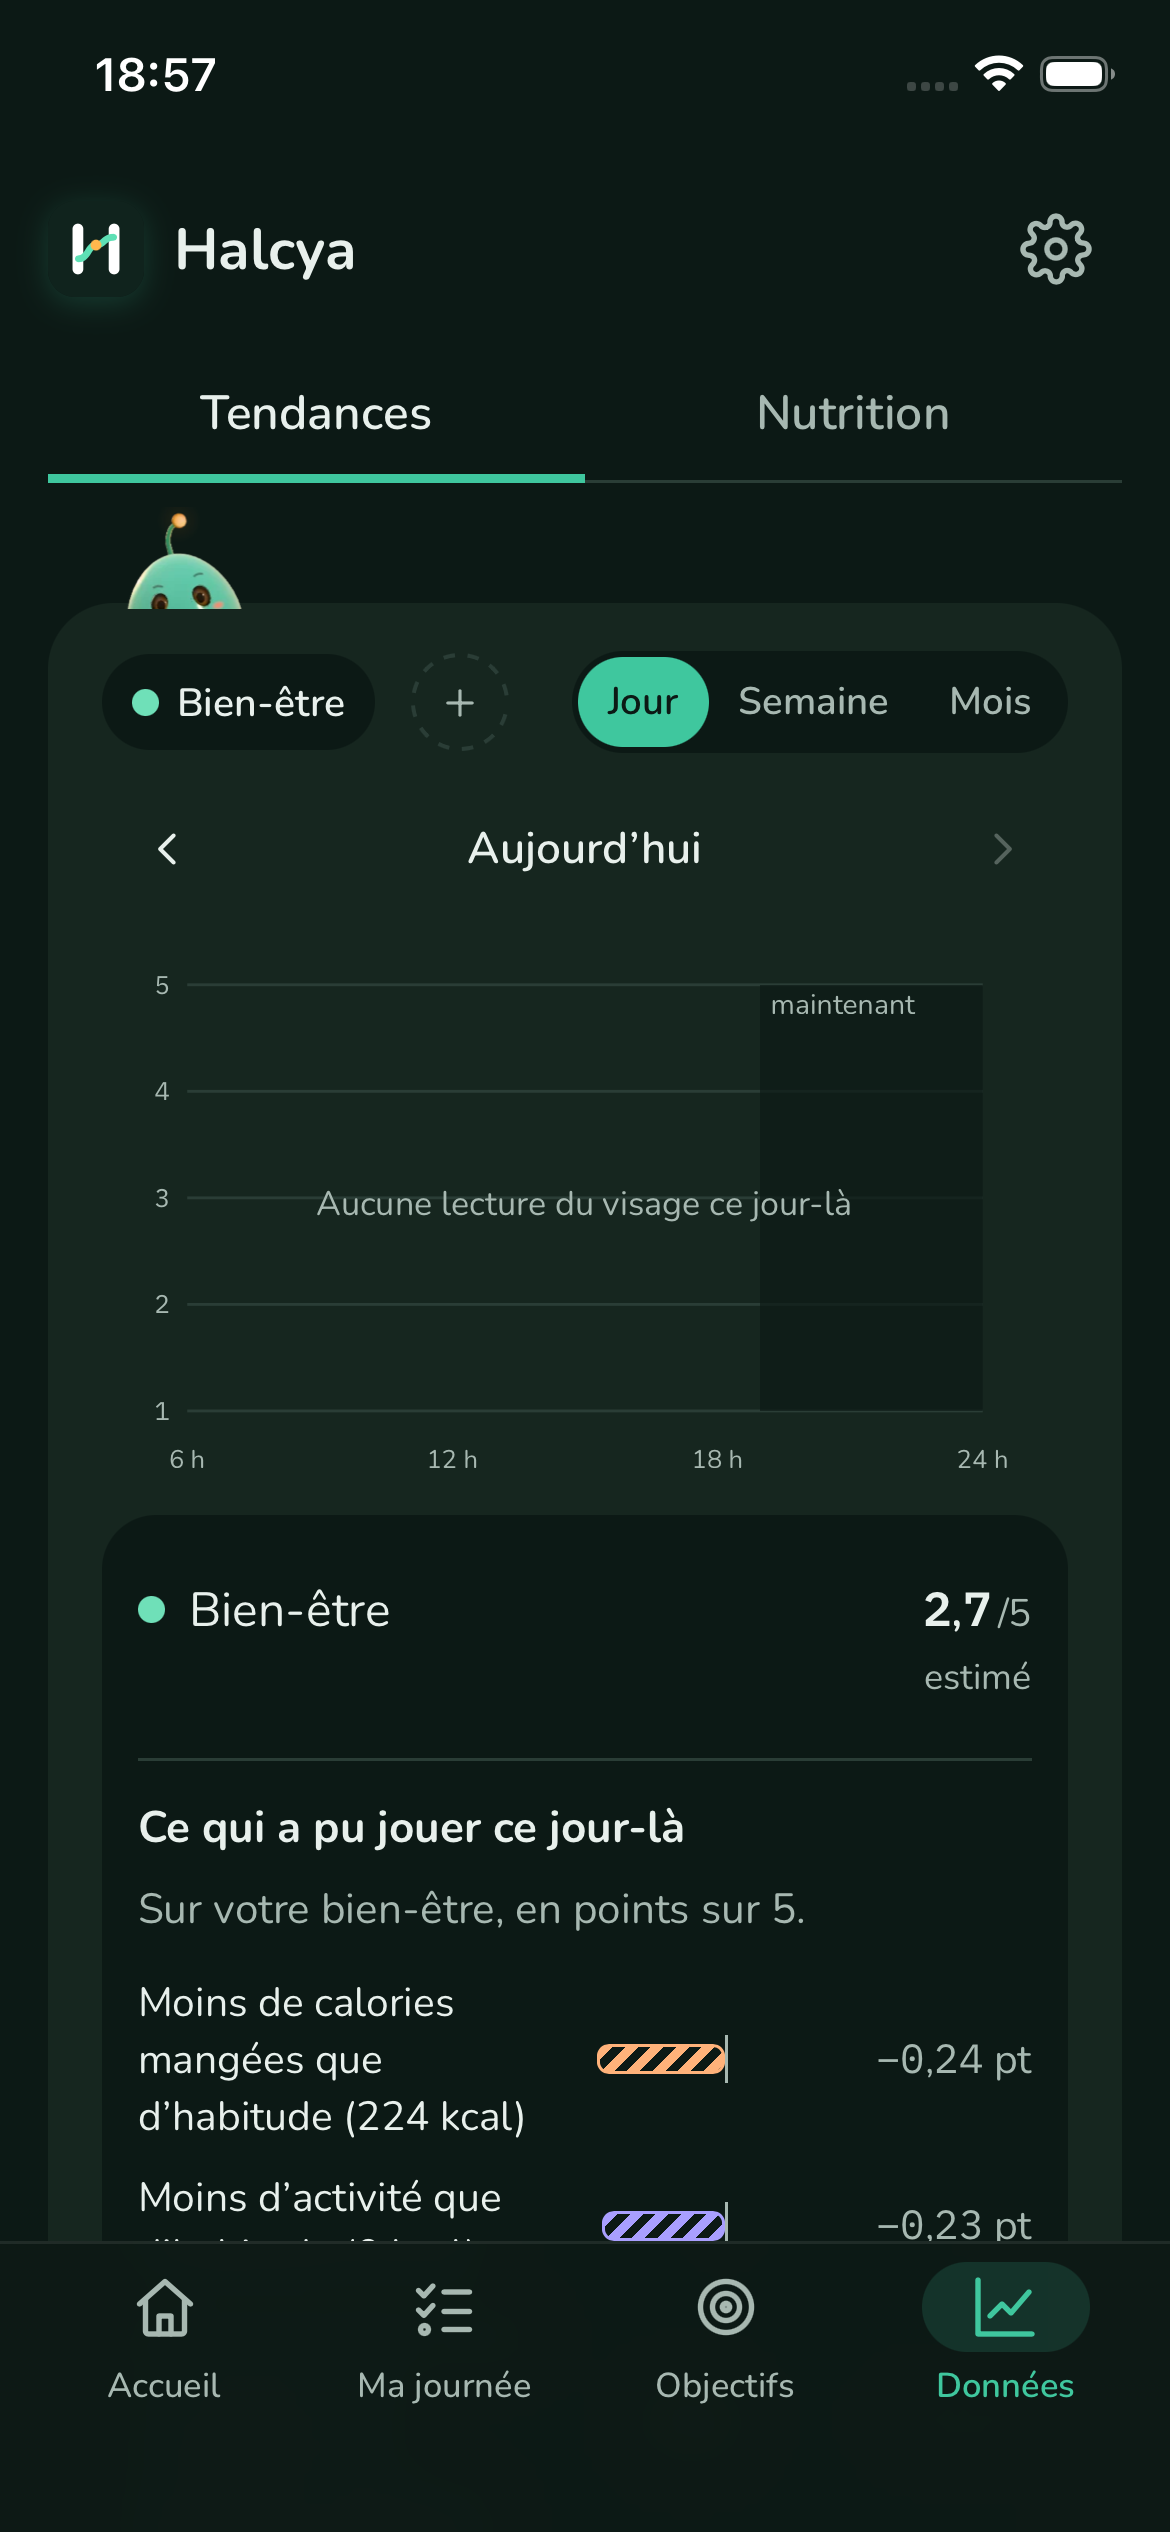 18:57
Halcya
Tendances
Nutrition
Bien-être
+
Jour
Semaine
Mois
Aujourd’hui
5
maintenant
4
3
Aucune lecture du visage ce jour-là
2
1
6 h
12 h
18 h
24 h
Bien-être
2,7 /5
estimé
Ce qui a pu jouer ce jour-là
Sur votre bien-être, en points sur 5.
Moins de calories
mangées que
d’habitude (224 kcal)
−0,24 pt
Moins d’activité que
−0,23 pt
Accueil
Ma journée
Objectifs
Données